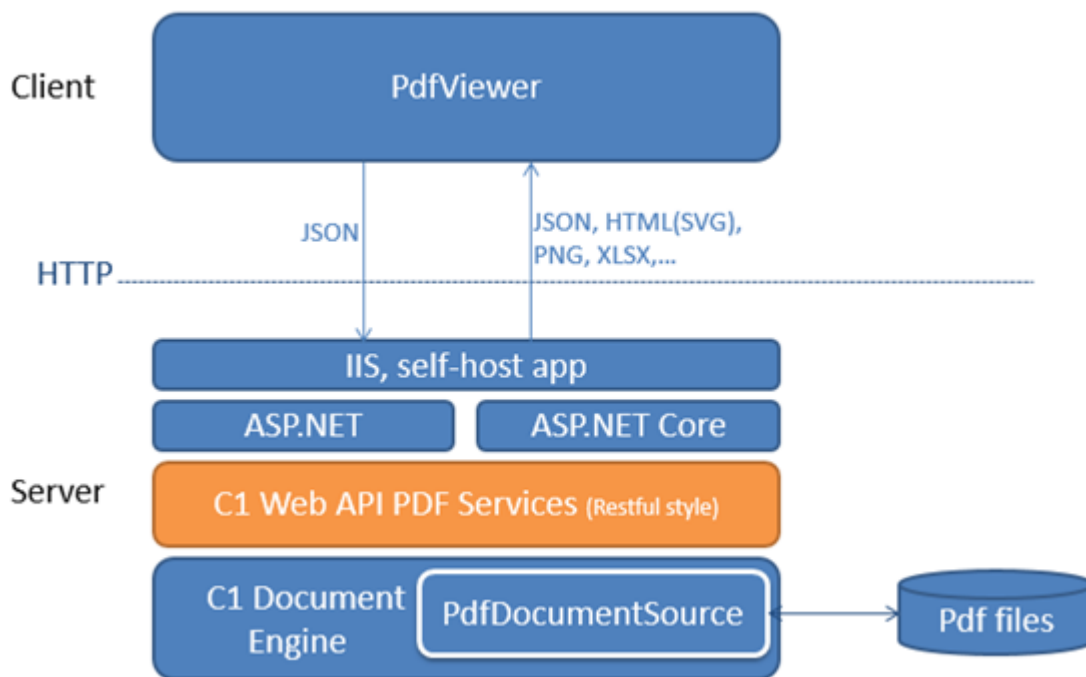 Client
PdfViewer
JSON
JSON, HTML(SVG),
PNG, XLSX,...
HTTP
IIS, self-host app
ASP.NET
ASP.NET Core
Server
C1 Web API PDF Services (Restful style)
C1 Document
Engine
PdfDocumentSource
Pdf files